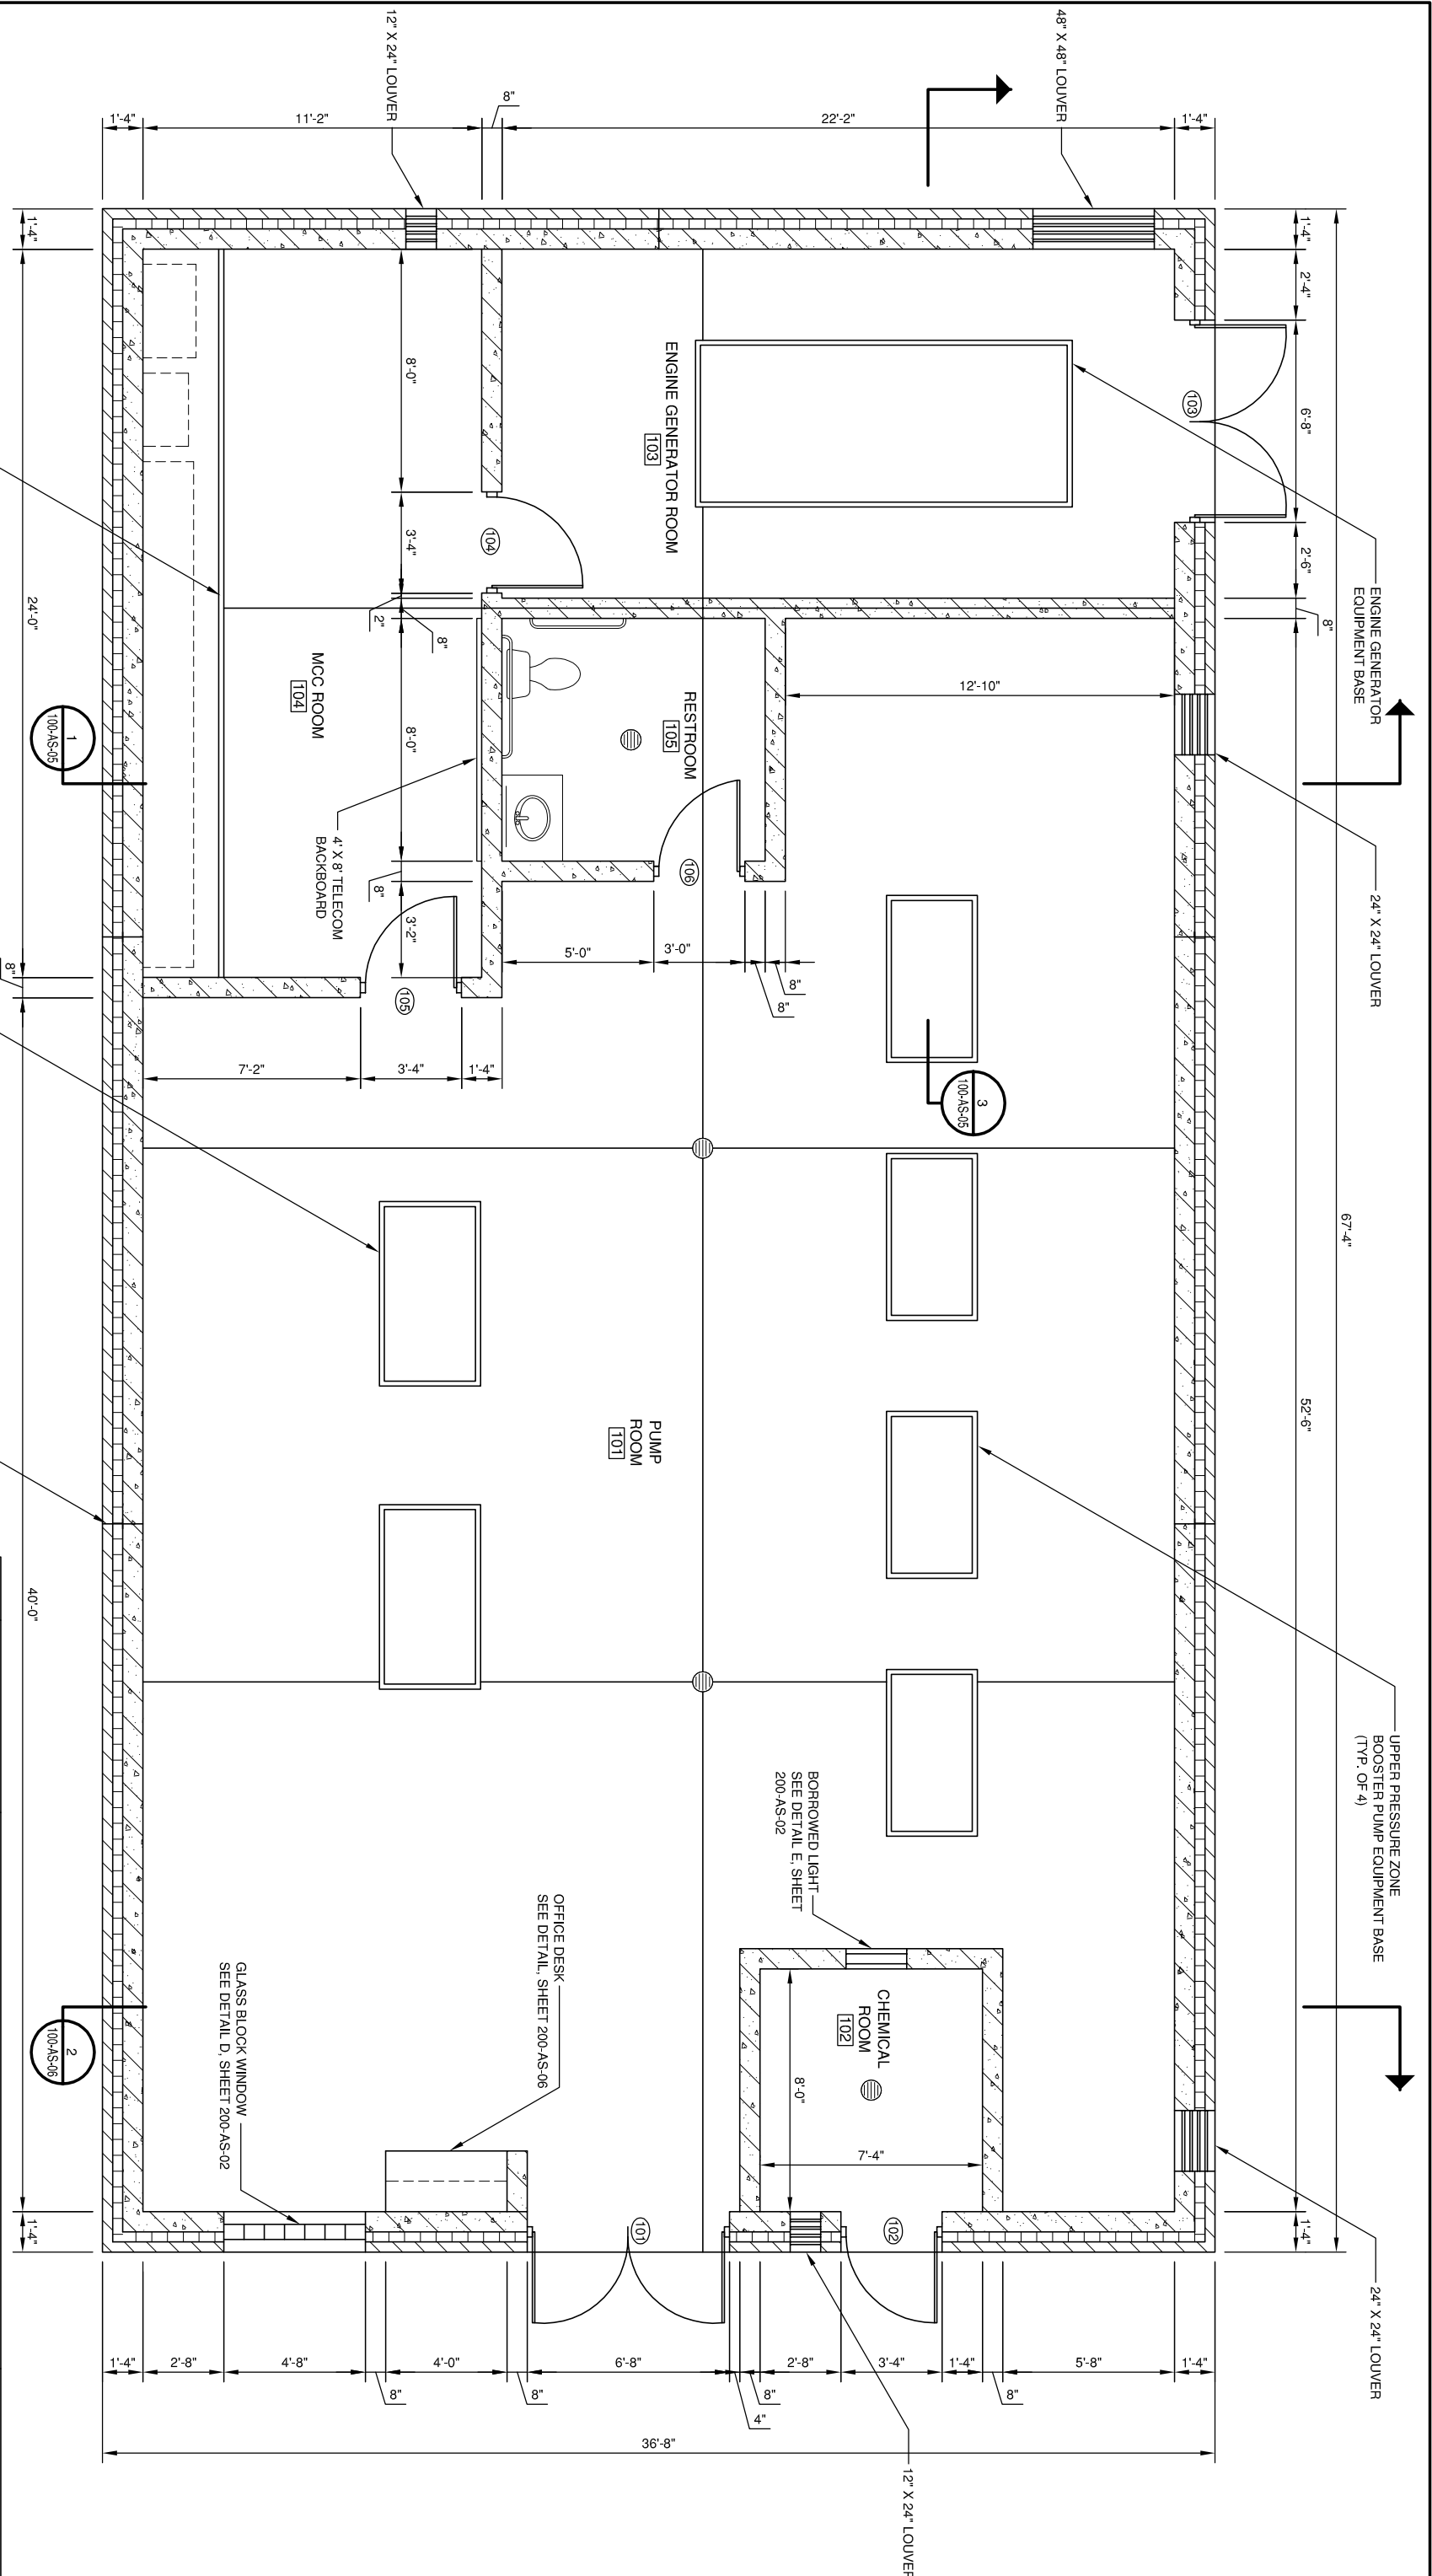 12" X 24" LOUVER
48" X 48" LOUVER
8"
1'-4"
11'-2"
22'-2"
1'-4"
1'-4"
24'-0"
8"
40'-0"
1'-4"
1'-4"
2'-4"
6'-8"
2'-6"
8"
52'-6"
1'-4"
67'-4"
ENGINE GENERATOR
EQUIPMENT BASE
24" X 24" LOUVER
UPPER PRESSURE ZONE
BOOSTER PUMP EQUIPMENT BASE
(TYP. OF 4)
24" X 24" LOUVER
103
ENGINE GENERATOR ROOM
103
8'-0"
3'-4"
2"
8"
8'-0"
8"
3'-2"
104
MCC ROOM
104
4' X 8' TELECOM
BACKBOARD
RESTROOM
105
106
12'-10"
5'-0"
3'-0"
8"
8"
105
7'-2"
3'-4"
1'-4"
1
100-AS-05
3
100-AS-05
PUMP
ROOM
101
BORROWED LIGHT
SEE DETAIL E, SHEET
200-AS-02
CHEMICAL
ROOM
102
8'-0"
7'-4"
OFFICE DESK
SEE DETAIL, SHEET 200-AS-06
GLASS BLOCK WINDOW
SEE DETAIL D, SHEET 200-AS-02
2
100-AS-06
101
102
1'-4"
2'-8"
4'-8"
8"
4'-0"
8"
6'-8"
4"
8"
2'-8"
3'-4"
1'-4"
8"
5'-8"
1'-4"
36'-8"
12" X 24" LOUVER